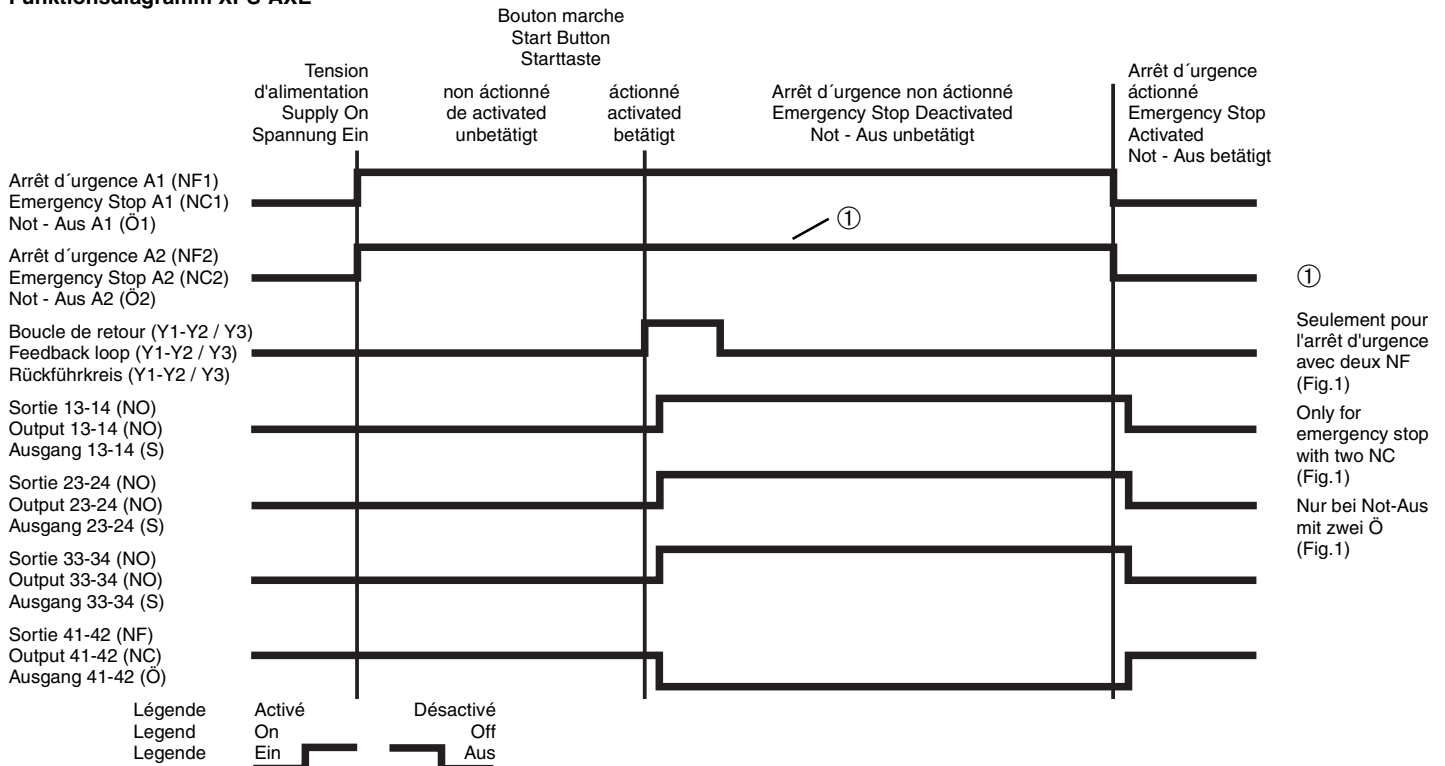 Funktionsdiagramm XPS-AXE
Bouton marche
Start Button
Starttaste
Tension
d'alimentation
Supply On
Spannung Ein
non áctionné
de activated
unbetätigt
áctionné
activated
betätigt
Arrêt d´urgence non áctionné
Emergency Stop Deactivated
Not - Aus unbetätigt
Arrêt d´urgence
áctionné
Emergency Stop
Activated
Not - Aus betätigt
Arrêt d´urgence A1 (NF1)
Emergency Stop A1 (NC1)
Not - Aus A1 (Ö1)
①
Arrêt d´urgence A2 (NF2)
Emergency Stop A2 (NC2)
Not - Aus A2 (Ö2)
Boucle de retour (Y1-Y2 / Y3)
Feedback loop (Y1-Y2 / Y3)
Rückführkreis (Y1-Y2 / Y3)
Sortie 13-14 (NO)
Output 13-14 (NO)
Ausgang 13-14 (S)
Sortie 23-24 (NO)
Output 23-24 (NO)
Ausgang 23-24 (S)
Sortie 33-34 (NO)
Output 33-34 (NO)
Ausgang 33-34 (S)
Sortie 41-42 (NF)
Output 41-42 (NC)
Ausgang 41-42 (Ö)
①
Seulement pour
l'arrêt d'urgence
avec deux NF
(Fig.1)
Only for
emergency stop
with two NC
(Fig.1)
Nur bei Not-Aus
mit zwei Ö
(Fig.1)
Légende Activé Désactivé
Legend On Off
Legende Ein Aus